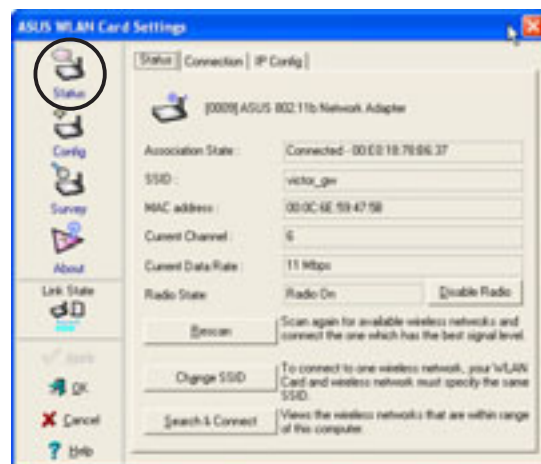 ASUS WLAN Card Settings
Status
Config
Survey
About
Link State
Apply
OK
Cancel
Help
Status Connection IP Config
[0009] ASUS 802.11b Network Adapter
Association State : Connected - 00:E0:18:78:B6:37
SSID : victor_gw
MAC address : 00:0C:6E:59:47:5B
Current Channel : 6
Current Data Rate : 11 Mbps
Radio State Radio On Disable Radio
Rescan
Scan again for available wireless networks and
connect the one which has the best signal level.
Change SSID
To connect to one wireless network, your WLAN
Card and wireless network must specify the same
SSID.
Search & Connect
Views the wireless networks that are within range
of this computer.